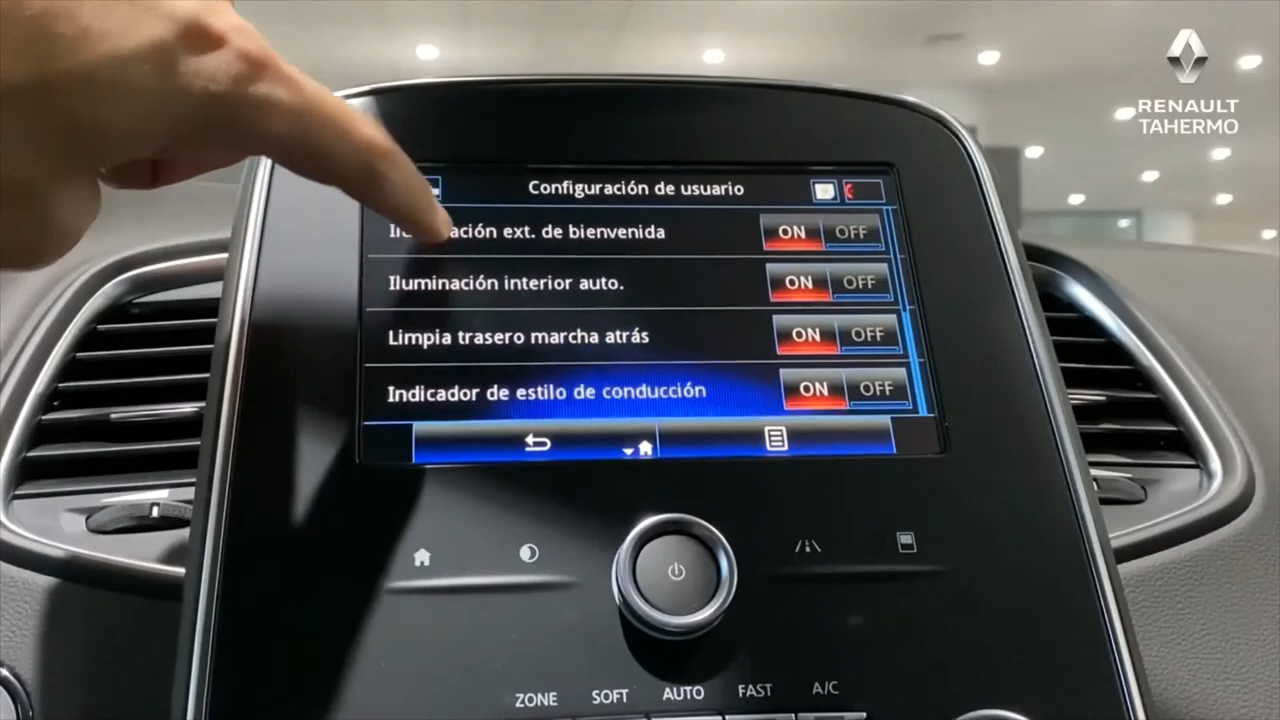 RENAULT
TAHERMO
Configuración de usuario
Iluminación ext. de bienvenida ON OFF
Iluminación interior auto. ON OFF
Limpia trasero marcha atrás ON OFF
Indicador de estilo de conducción ON OFF
ZONE SOFT AUTO FAST A/C